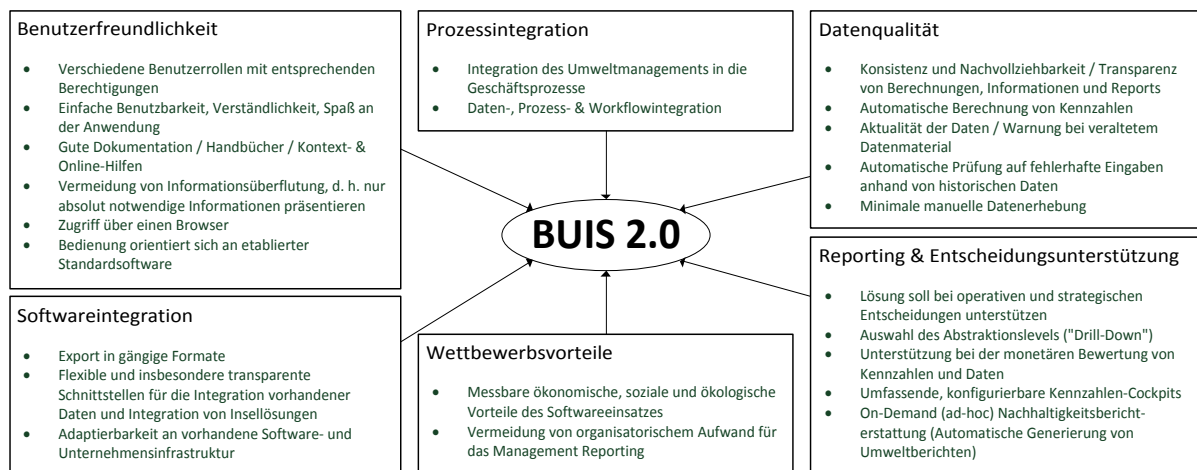 Benutzerfreundlichkeit
• Verschiedene Benutzerrollen mit entsprechenden
Berechtigungen
• Einfache Benutzbarkeit, Verständlichkeit, Spaß an
der Anwendung
• Gute Dokumentation / Handbücher / Kontext- &
Online-Hilfen
• Vermeidung von Informationsüberflutung, d. h. nur
absolut notwendige Informationen präsentieren
• Zugriff über einen Browser
• Bedienung orientiert sich an etablierter
Standardsoftware
Prozessintegration
• Integration des Umweltmanagements in die
Geschäftsprozesse
• Daten-, Prozess- & Workflowintegration
Datenqualität
• Konsistenz und Nachvollziehbarkeit / Transparenz
von Berechnungen, Informationen und Reports
• Automatische Berechnung von Kennzahlen
• Aktualität der Daten / Warnung bei veraltetem
Datenmaterial
• Automatische Prüfung auf fehlerhafte Eingaben
anhand von historischen Daten
• Minimale manuelle Datenerhebung
BUIS 2.0
Softwareintegration
• Export in gängige Formate
• Flexible und insbesondere transparente
Schnittstellen für die Integration vorhandener
Daten und Integration von Insellösungen
• Adaptierbarkeit an vorhandene Software- und
Unternehmensinfrastruktur
Wettbewerbsvorteile
• Messbare ökonomische, soziale und ökologische
Vorteile des Softwareeinsatzes
• Vermeidung von organisatorischem Aufwand für
das Management Reporting
Reporting & Entscheidungsunterstützung
• Lösung soll bei operativen und strategischen
Entscheidungen unterstützen
• Auswahl des Abstraktionslevels ("Drill-Down")
• Unterstützung bei der monetären Bewertung von
Kennzahlen und Daten
• Umfassende, konfigurierbare Kennzahlen-Cockpits
• On-Demand (ad-hoc) Nachhaltigkeitsbericht-
erstattung (Automatische Generierung von
Umweltberichten)